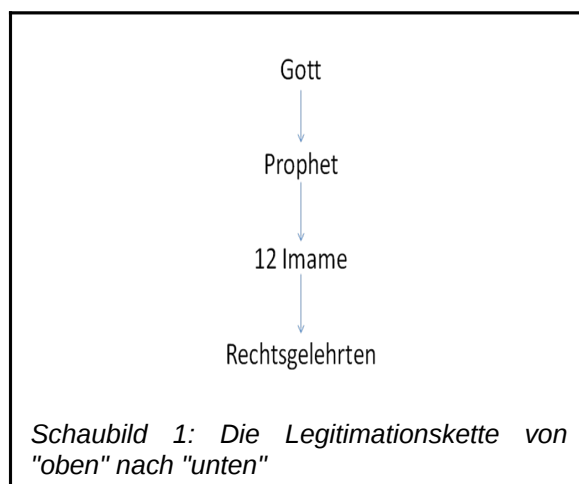 Gott
Prophet
12 Imame
Rechtsgelehrten
Schaubild 1: Die Legitimationskette von
"oben" nach "unten"